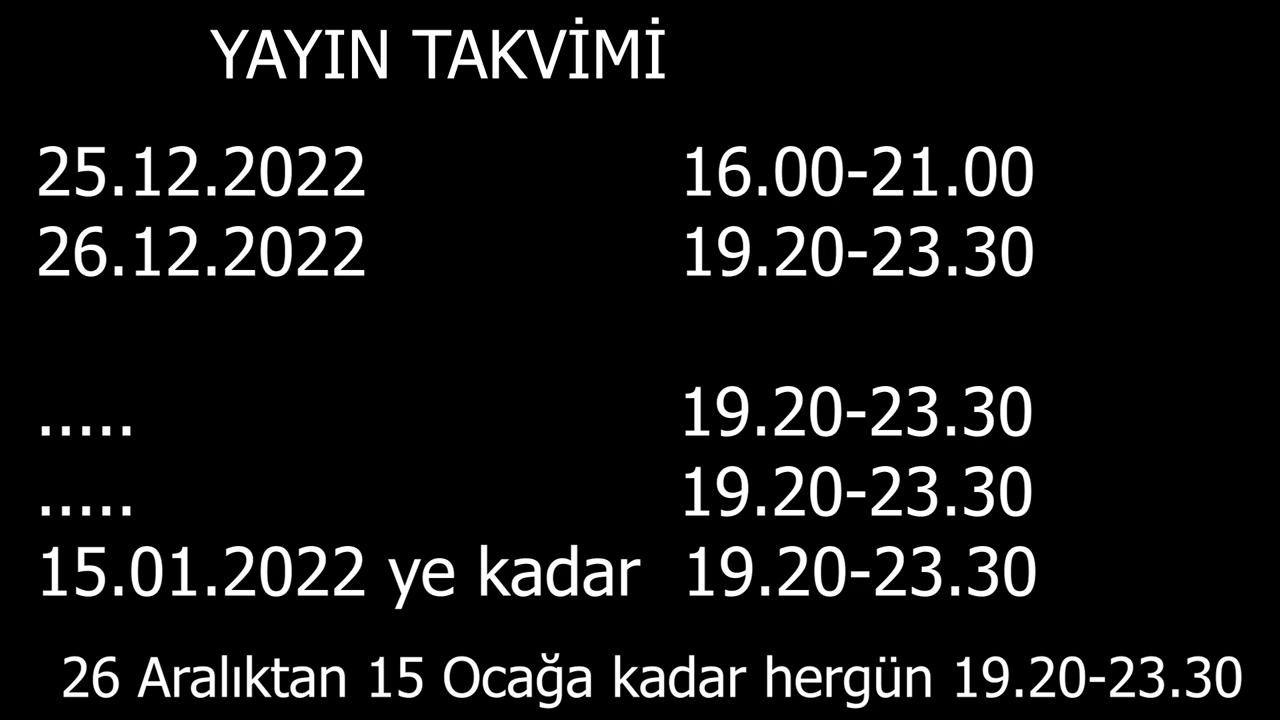 YAYIN TAKVİMİ
25.12.2022 16.00-21.00
26.12.2022 19.20-23.30
..... 19.20-23.30
..... 19.20-23.30
15.01.2022 ye kadar 19.20-23.30
26 Aralıktan 15 Ocağa kadar hergün 19.20-23.30